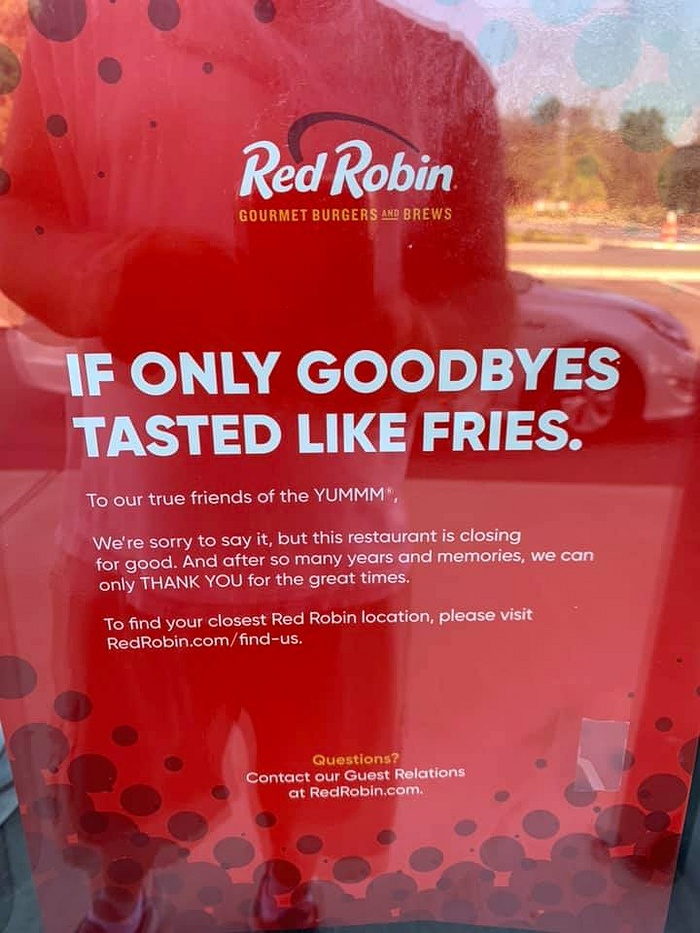 Red Robin
GOURMET BURGERS AND BREWS
IF ONLY GOODBYES
TASTED LIKE FRIES.
To our true friends of the YUMMM®,
We're sorry to say it, but this restaurant is closing
for good. And after so many years and memories, we can
only THANK YOU for the great times.
To find your closest Red Robin location, please visit
RedRobin.com/find-us.
Questions?
Contact our Guest Relations
at RedRobin.com.